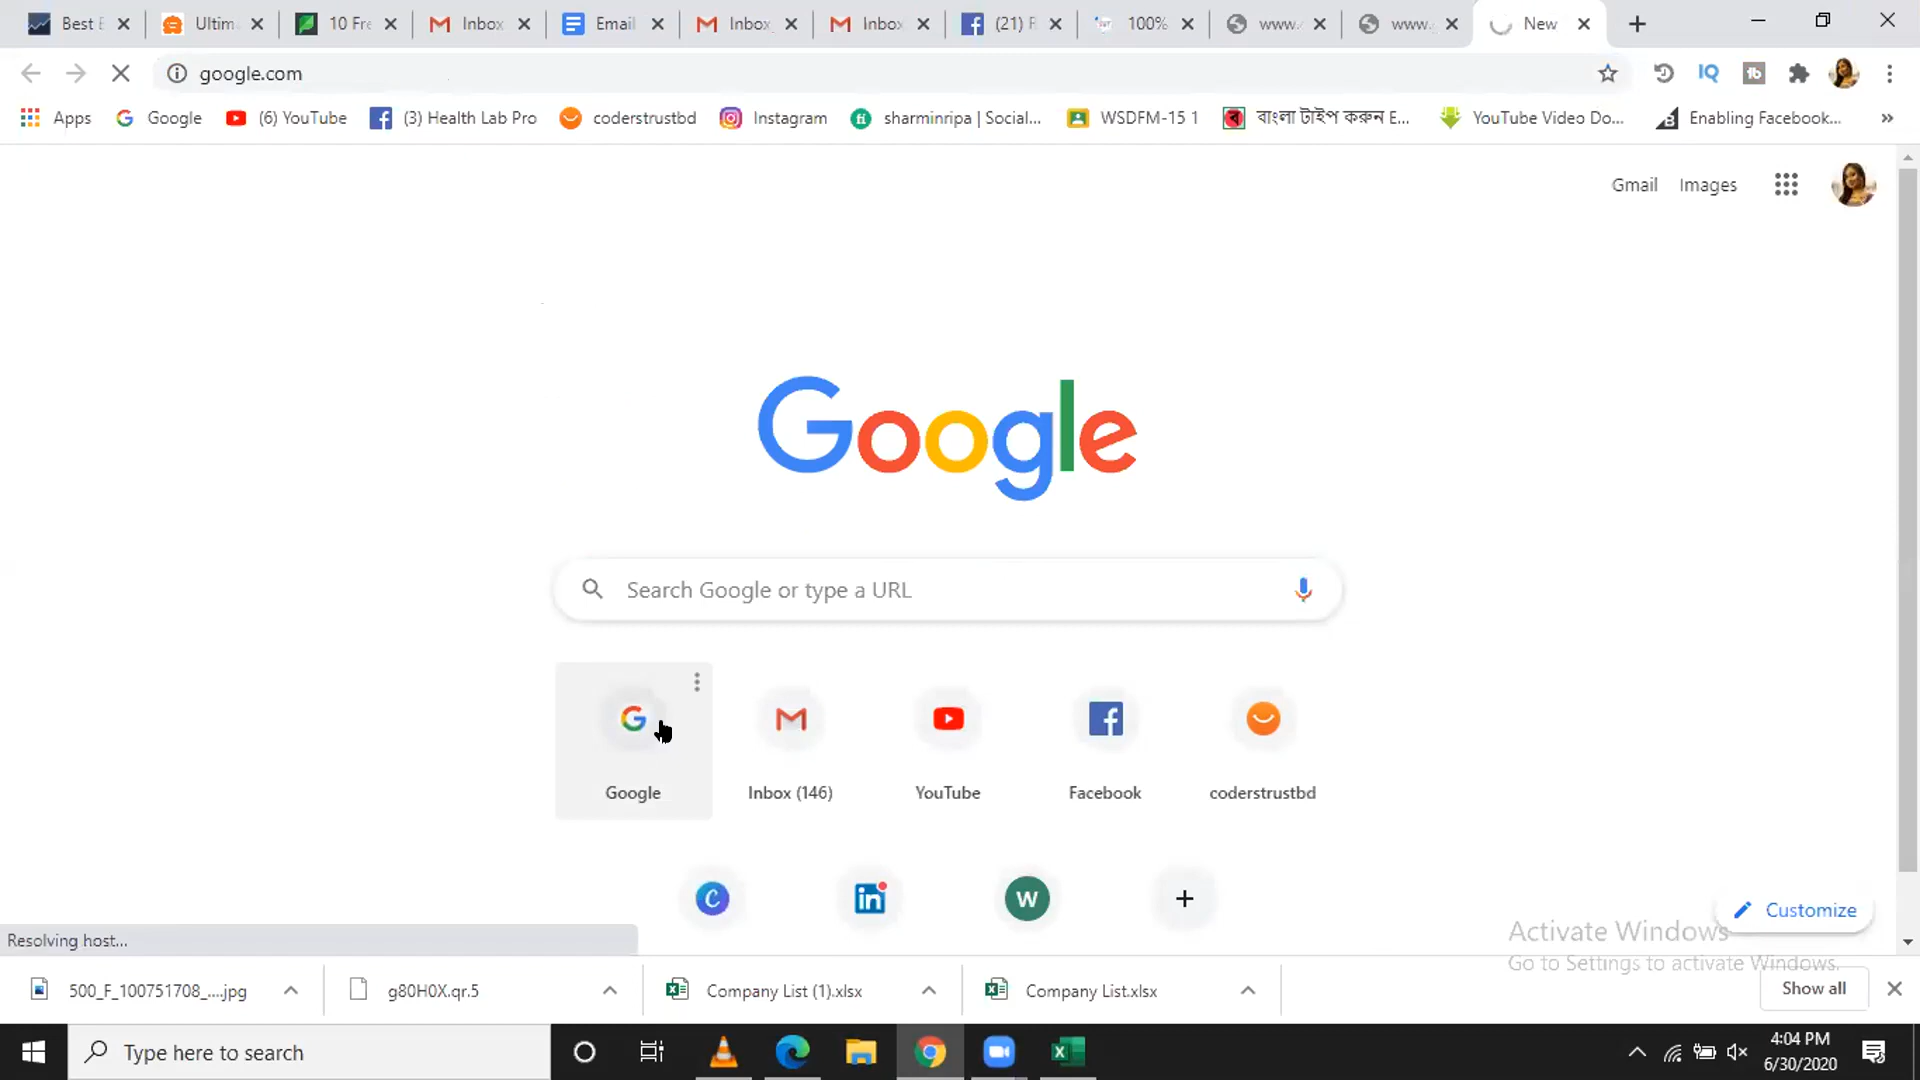 Best E
Ultima
10 Fre
Inbox
Email
Inbox
Inbox
(21) F
100%
www.
www.
New
google.com
Apps
Google
(6) YouTube
(3) Health Lab Pro
coderstrustbd
Instagram
fi
sharminripa | Social...
WSDFM-15 1
বাংলা টাইপ করুন E...
YouTube Video Do...
Enabling Facebook...
»
IQ
Gmail
Images
Google
Search Google or type a URL
Google
Inbox (146)
YouTube
Facebook
coderstrustbd
W
Customize
Activate Windows
Go to Settings to activate Windows.
Resolving host...
500_F_100751708_....jpg
g80H0X.qr.5
Company List (1).xlsx
Company List.xlsx
Show all
Type here to search
4:04 PM
6/30/2020